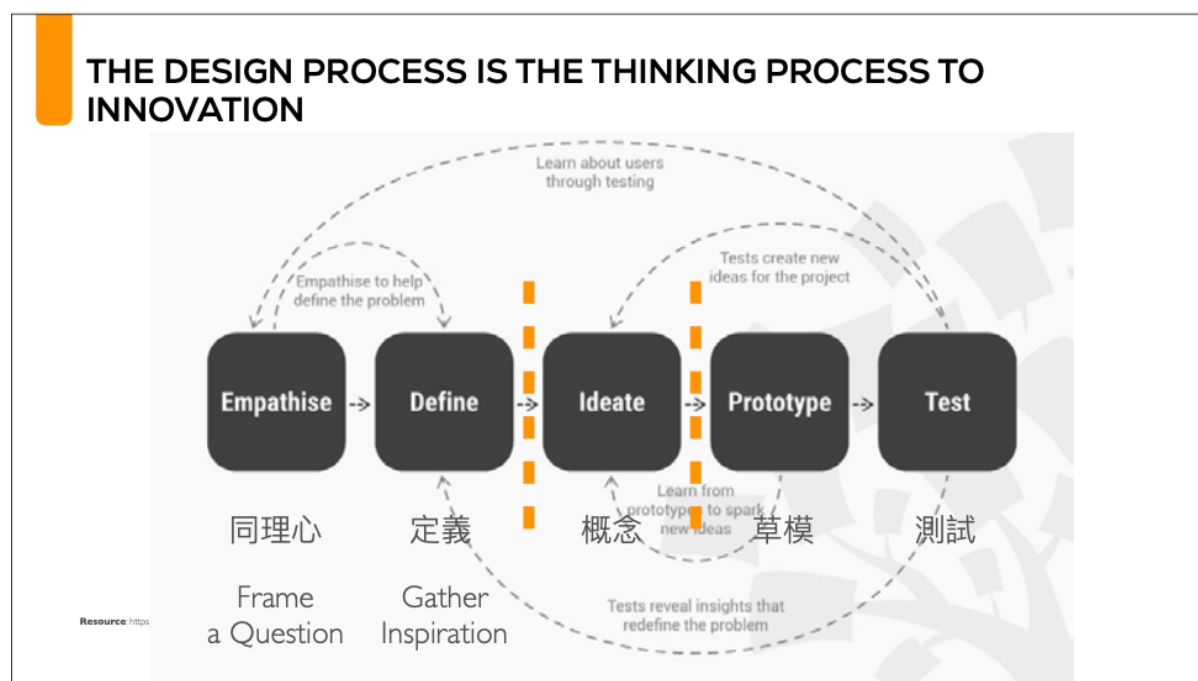 THE DESIGN PROCESS IS THE THINKING PROCESS TO
INNOVATION
Learn about users
through testing
Tests create new
ideas for the project
Empathise to help
define the problem
Empathise
Define
Ideate
Prototype
Test
Learn from
prototypes to spark
new ideas
同理心
定義
概念
草模
測試
Frame
a Question
Gather
Inspiration
Tests reveal insights that
redefine the problem
Resource: https